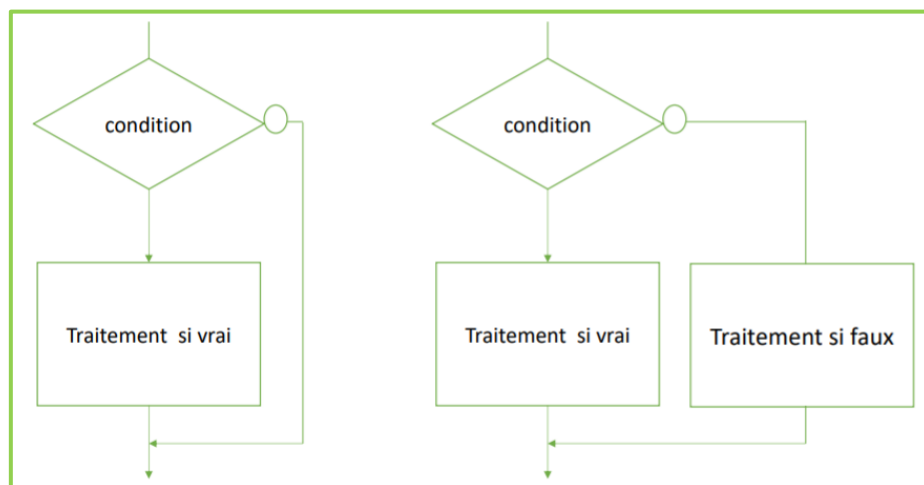 condition
Traitement si vrai
condition
Traitement si vrai
Traitement si faux